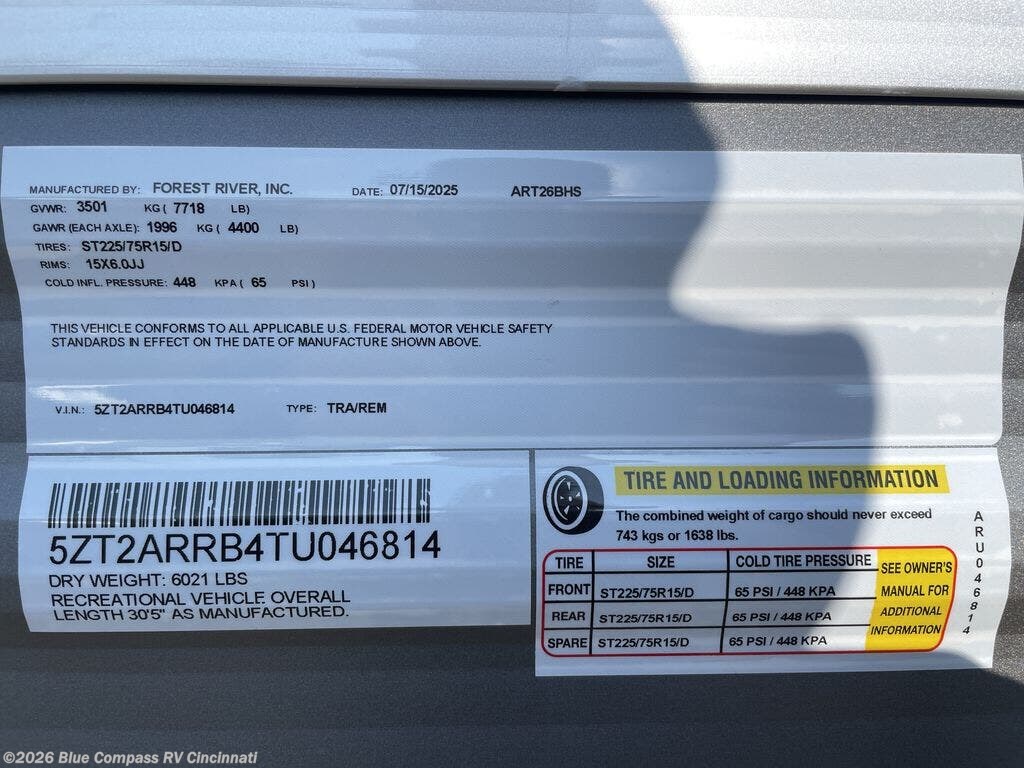 MANUFACTURED BY: FOREST RIVER, INC. DATE: 07/15/2025 ART26BHS
GVWR: 3501 KG ( 7718 LB)
GAWR (EACH AXLE): 1996 KG ( 4400 LB)
TIRES: ST225/75R15/D
RIMS: 15X6.0JJ
COLD INFL. PRESSURE: 448 KPA ( 65 PSI )
THIS VEHICLE CONFORMS TO ALL APPLICABLE U.S. FEDERAL MOTOR VEHICLE SAFETY
STANDARDS IN EFFECT ON THE DATE OF MANUFACTURE SHOWN ABOVE.
V.I.N.: 5ZT2ARRB4TU046814 TYPE: TRA/REM
5ZT2ARRB4TU046814
DRY WEIGHT: 6021 LBS
RECREATIONAL VEHICLE OVERALL
LENGTH 30'5" AS MANUFACTURED.
TIRE AND LOADING INFORMATION
The combined weight of cargo should never exceed
743 kgs or 1638 lbs.
TIRE SIZE COLD TIRE PRESSURE
FRONT ST225/75R15/D 65 PSI / 448 KPA
REAR ST225/75R15/D 65 PSI / 448 KPA
SPARE ST225/75R15/D 65 PSI / 448 KPA
SEE OWNER'S
MANUAL FOR
ADDITIONAL
INFORMATION
ARU046814
©2026 Blue Compass RV Cincinnati